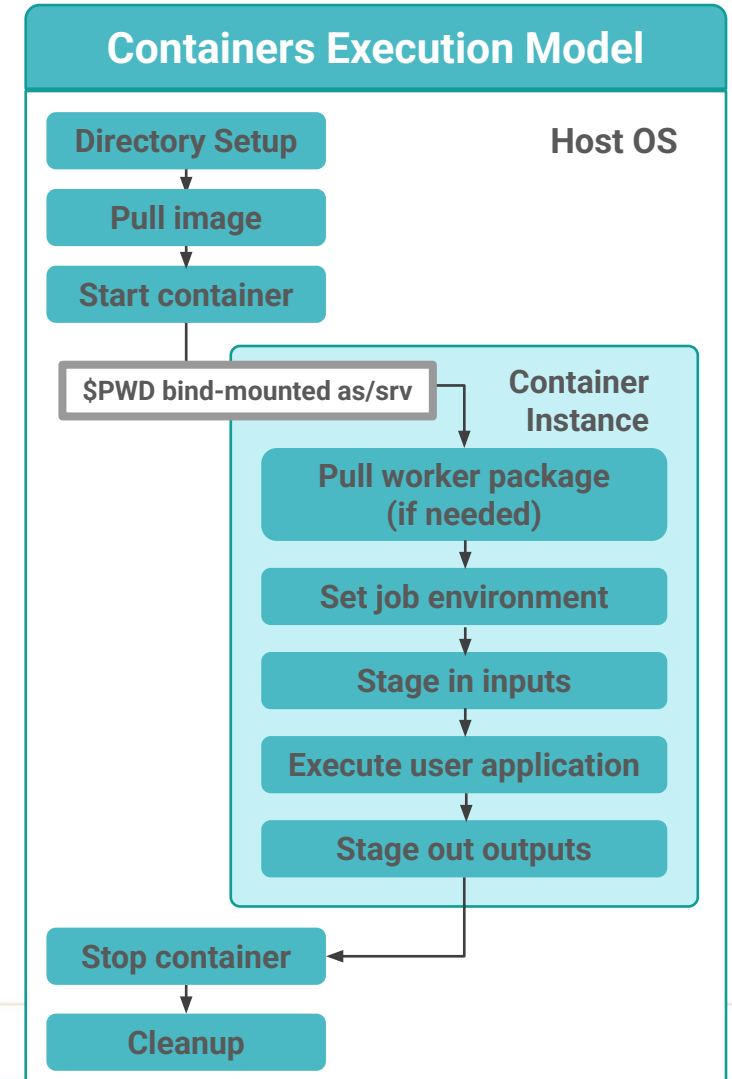 Containers Execution Model
Directory Setup
Host OS
Pull image
Start container
$PWD bind-mounted as/srv
Container
Instance
Pull worker package
(if needed)
Set job environment
Stage in inputs
Execute user application
Stage out outputs
Stop container
Cleanup